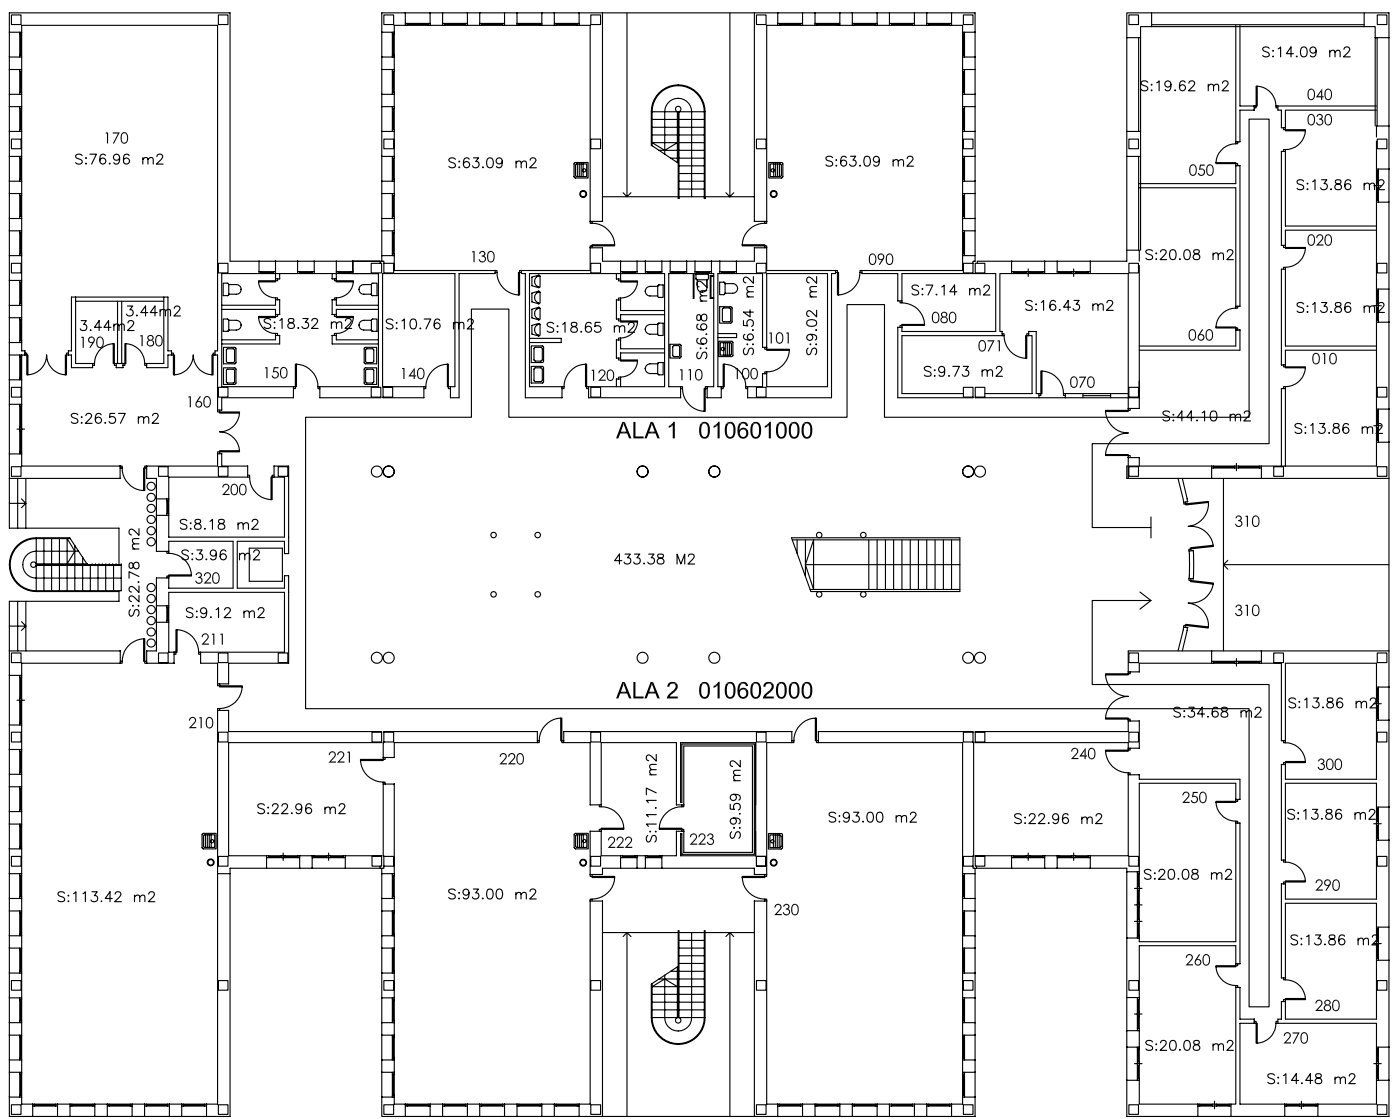 S:14.09 m2
S:19.62 m2
040
030
170
S:76.96 m2
S:63.09 m2
S:63.09 m2
050
S:13.86 m2
020
130
090
S:20.08 m2
S:7.14 m2
S:16.43 m2
3.44m2
3.44m2
S:18.32 m2
S:10.76 m2
S:18.65 m2
S:6.68 m2
S:6.54 m2
S:9.02 m2
080
S:13.86 m2
190
180
101
071
060
010
150
140
120
110
100
S:9.73 m2
070
160
S:26.57 m2
S:44.10 m2
S:13.86 m2
ALA 1 010601000
200
S:8.18 m2
310
S:22.78 m2
S:3.96 m2
320
433.38 M2
S:9.12 m2
211
310
ALA 2 010602000
210
S:34.68 m2
S:13.86 m2
221
220
240
300
S:22.96 m2
S:11.17 m2
S:9.59 m2
S:93.00 m2
S:22.96 m2
250
S:13.86 m2
222
223
S:113.42 m2
S:93.00 m2
S:20.08 m2
290
230
S:13.86 m2
260
280
270
S:20.08 m2
S:14.48 m2